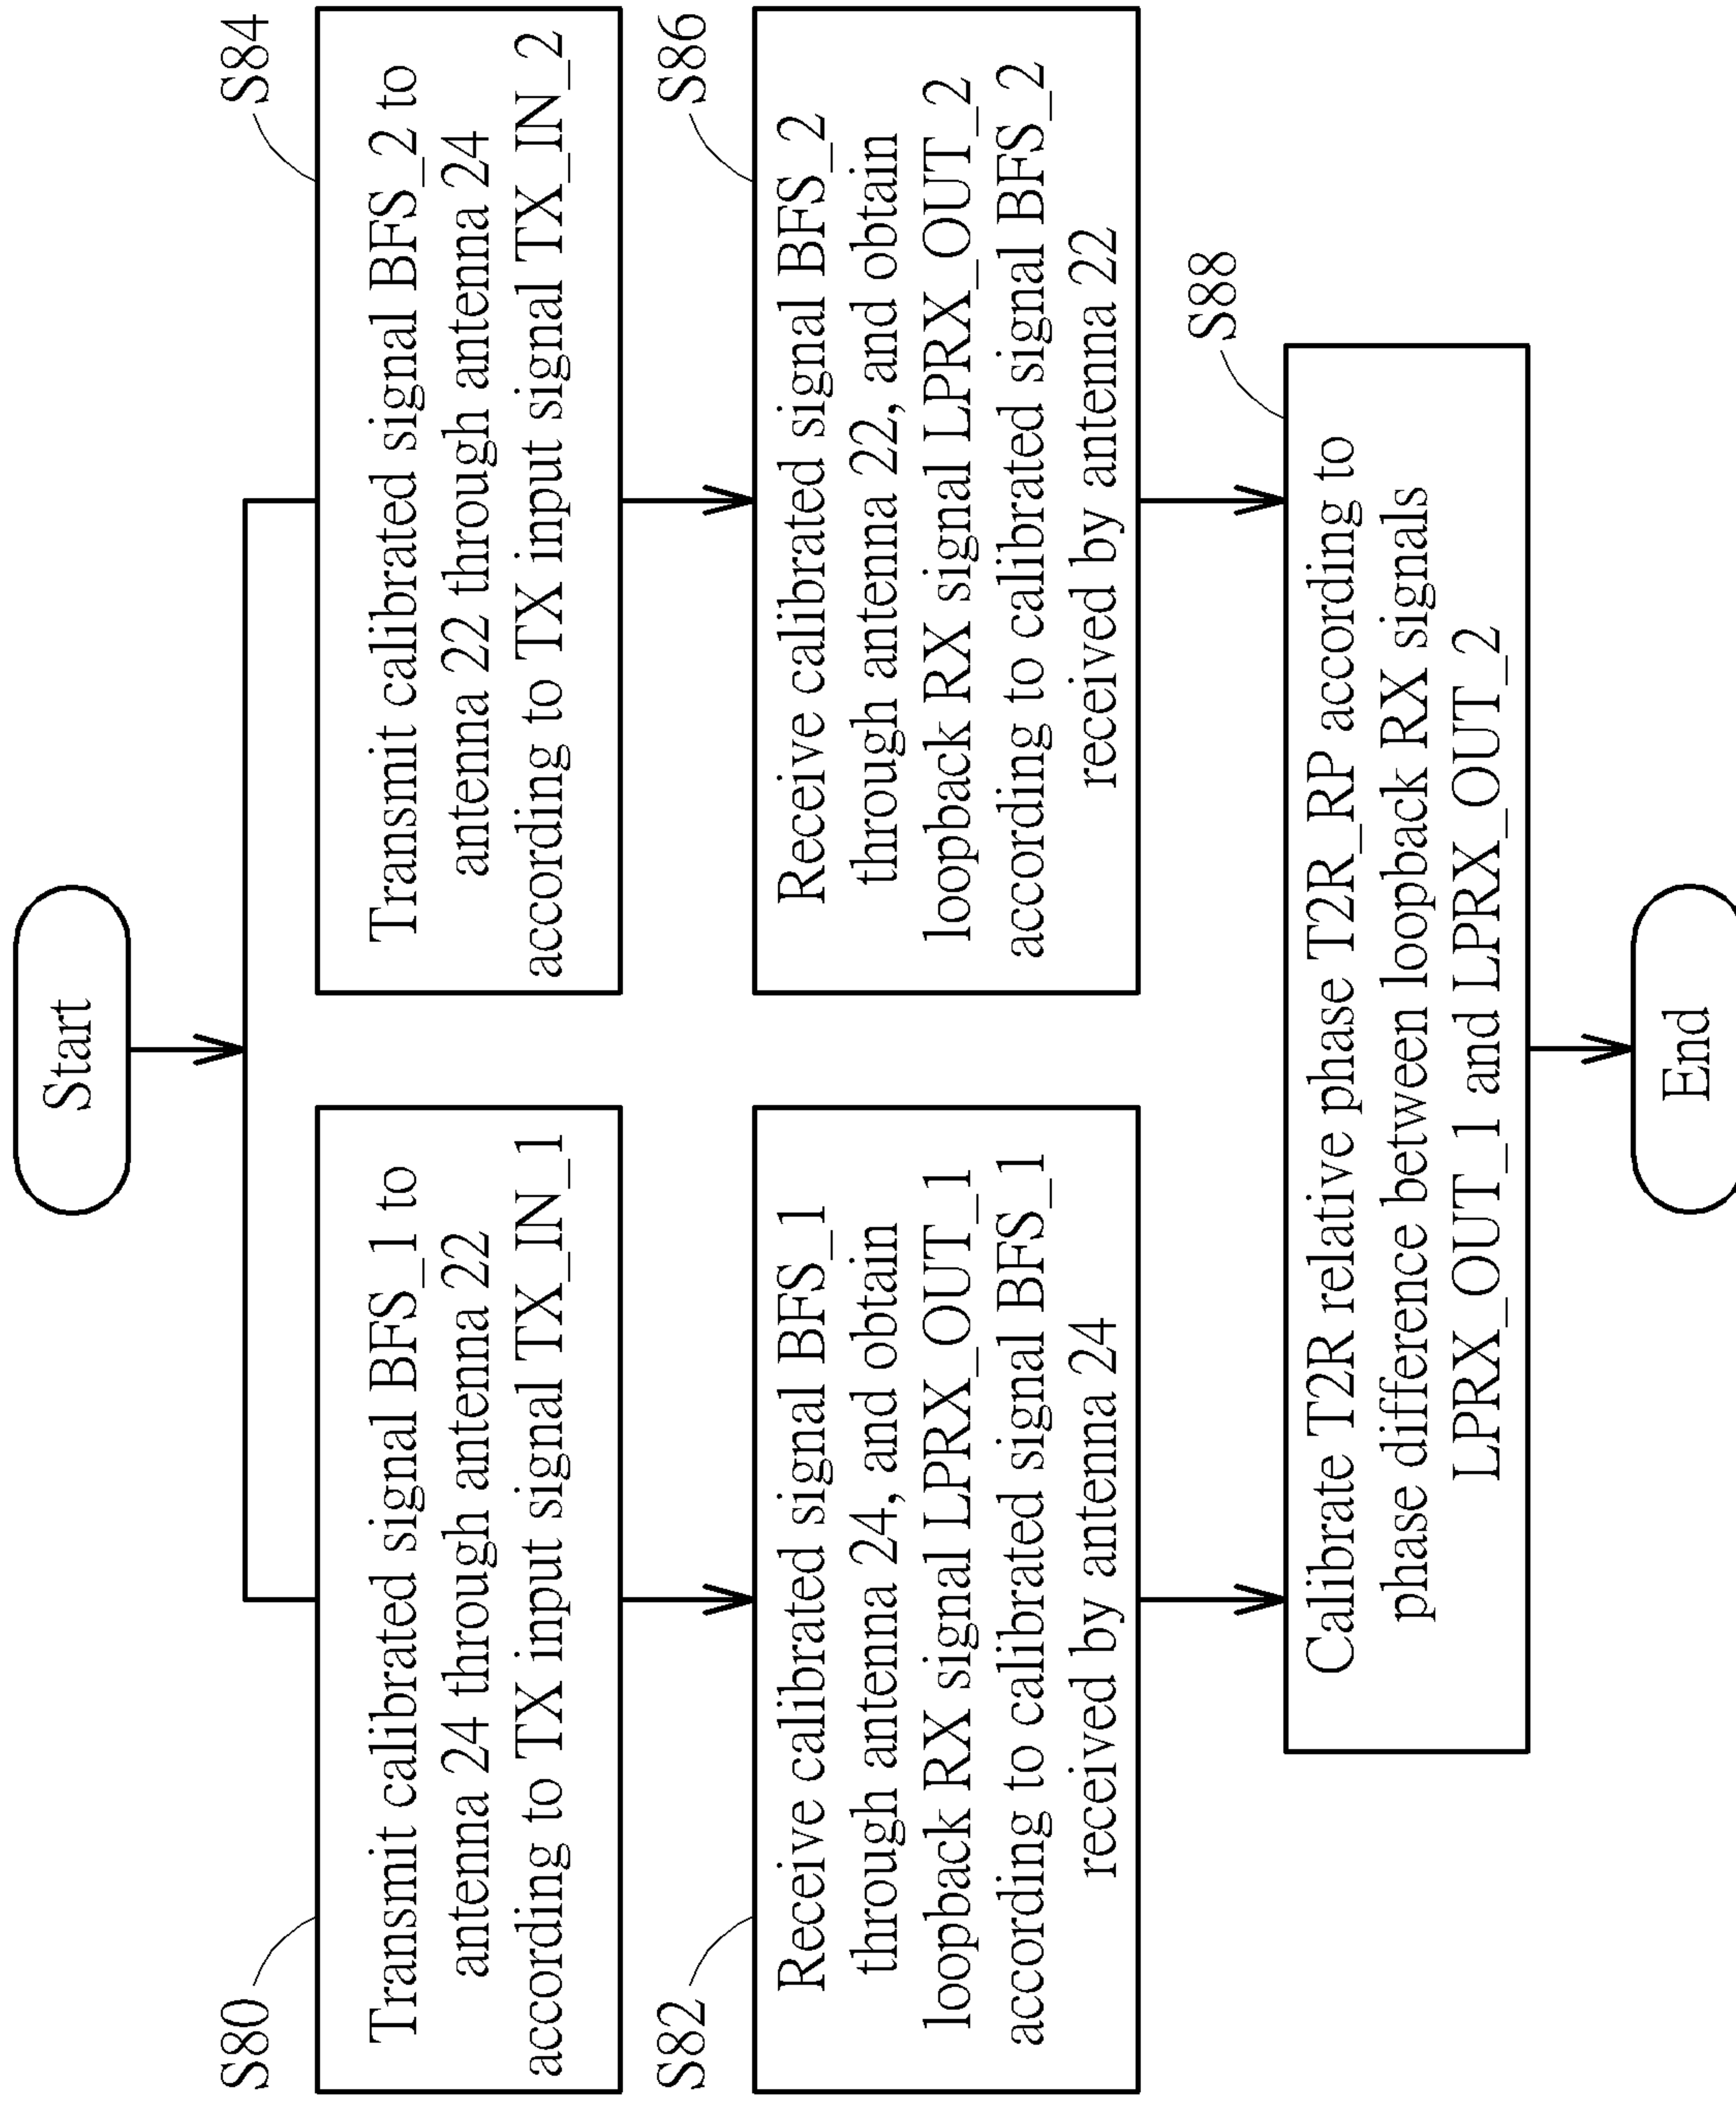 Start
S80
Transmit calibrated signal BFS_1 to
antenna 24 through antenna 22
according to TX input signal TX_IN_1
S82
Receive calibrated signal BFS_1
through antenna 24, and obtain
loopback RX signal LPRX_OUT_1
according to calibrated signal BFS_1
received by antenna 24
S84
Transmit calibrated signal BFS_2 to
antenna 22 through antenna 24
according to TX input signal TX_IN_2
S86
Receive calibrated signal BFS_2
through antenna 22, and obtain
loopback RX signal LPRX_OUT_2
according to calibrated signal BFS_2
received by antenna 22
S88
Calibrate T2R relative phase T2R_RP according to
phase difference between loopback RX signals
LPRX_OUT_1 and LPRX_OUT_2
End